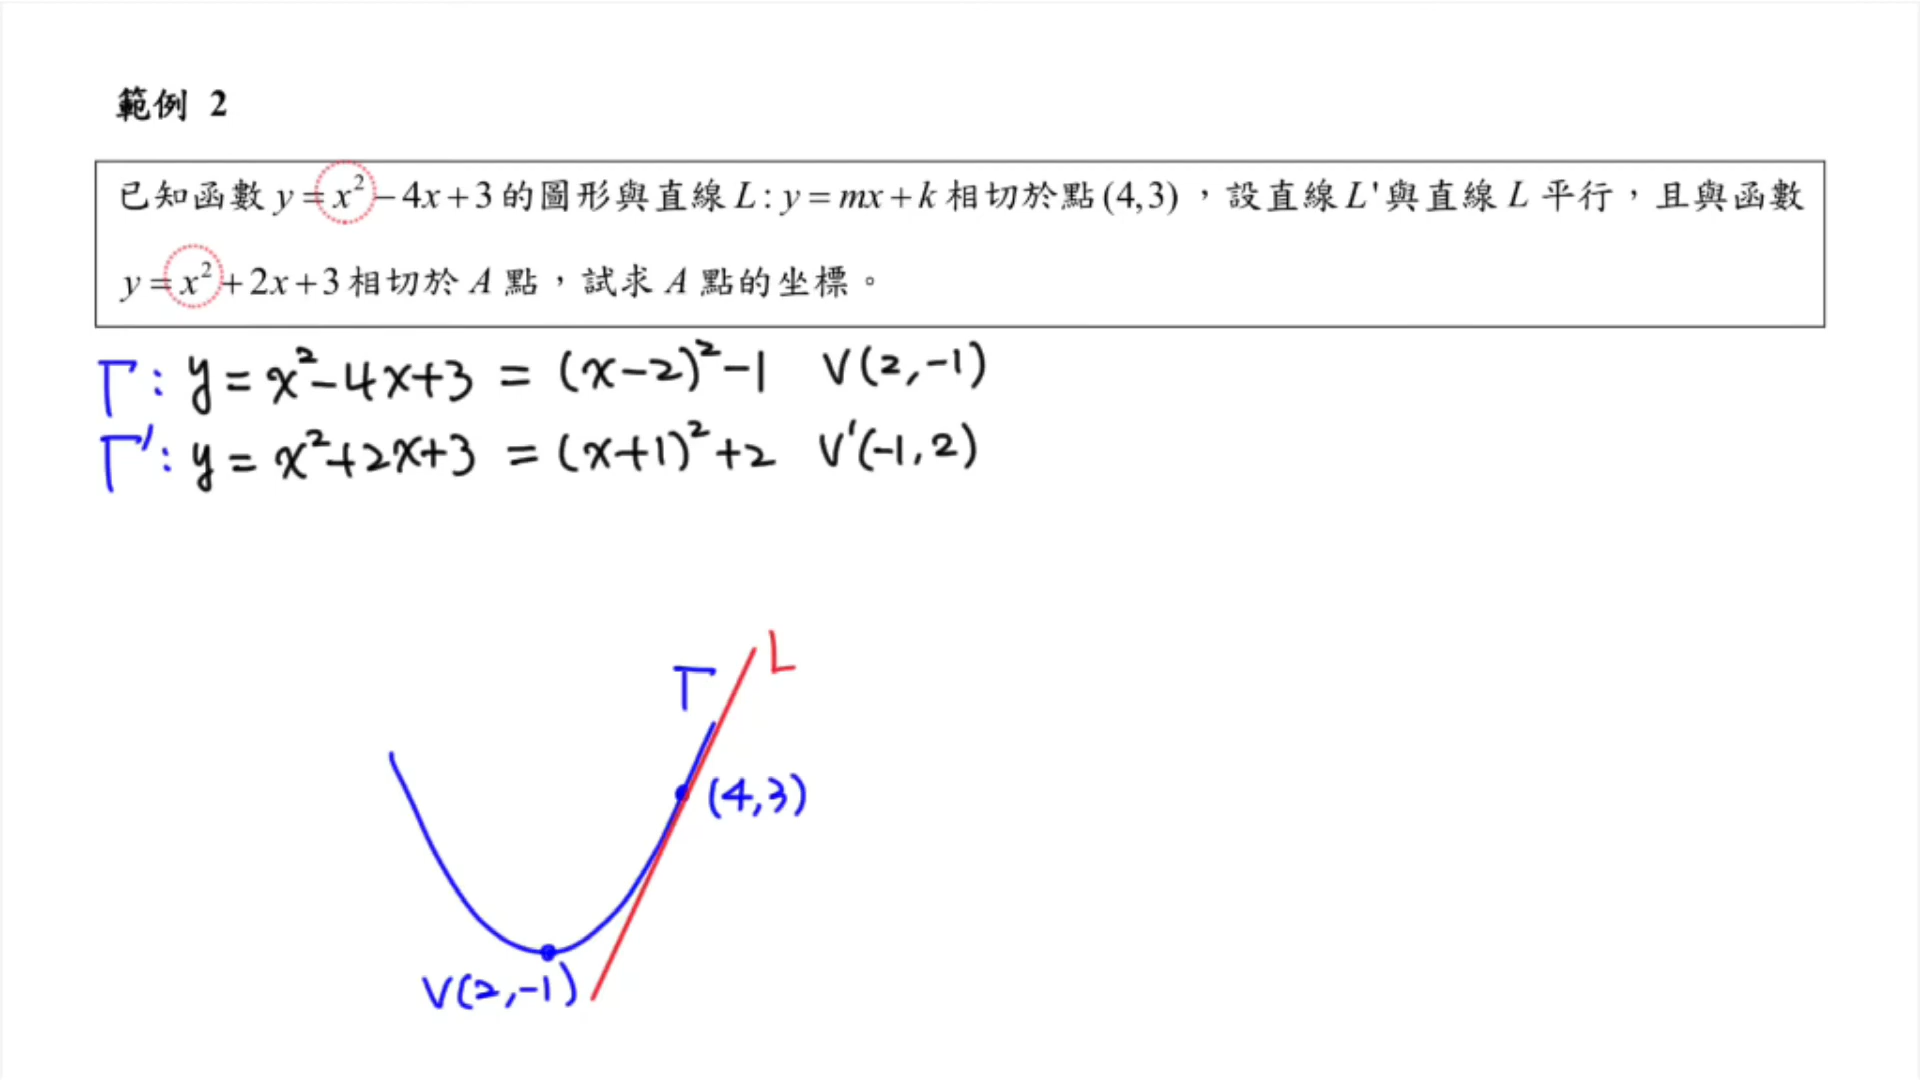 範例 2
已知函數 y = x² − 4x + 3 的圖形與直線 L : y = mx + k 相切於點 (4,3) ，設直線 L' 與直線 L 平行，且與函數
y = x² + 2x + 3 相切於 A 點，試求 A 點的坐標。
Γ : y = x² − 4x + 3 = (x − 2)² − 1 V(2, −1)
Γ' : y = x² + 2x + 3 = (x + 1)² + 2 V'(−1, 2)
L
Γ
(4,3)
V(2,−1)